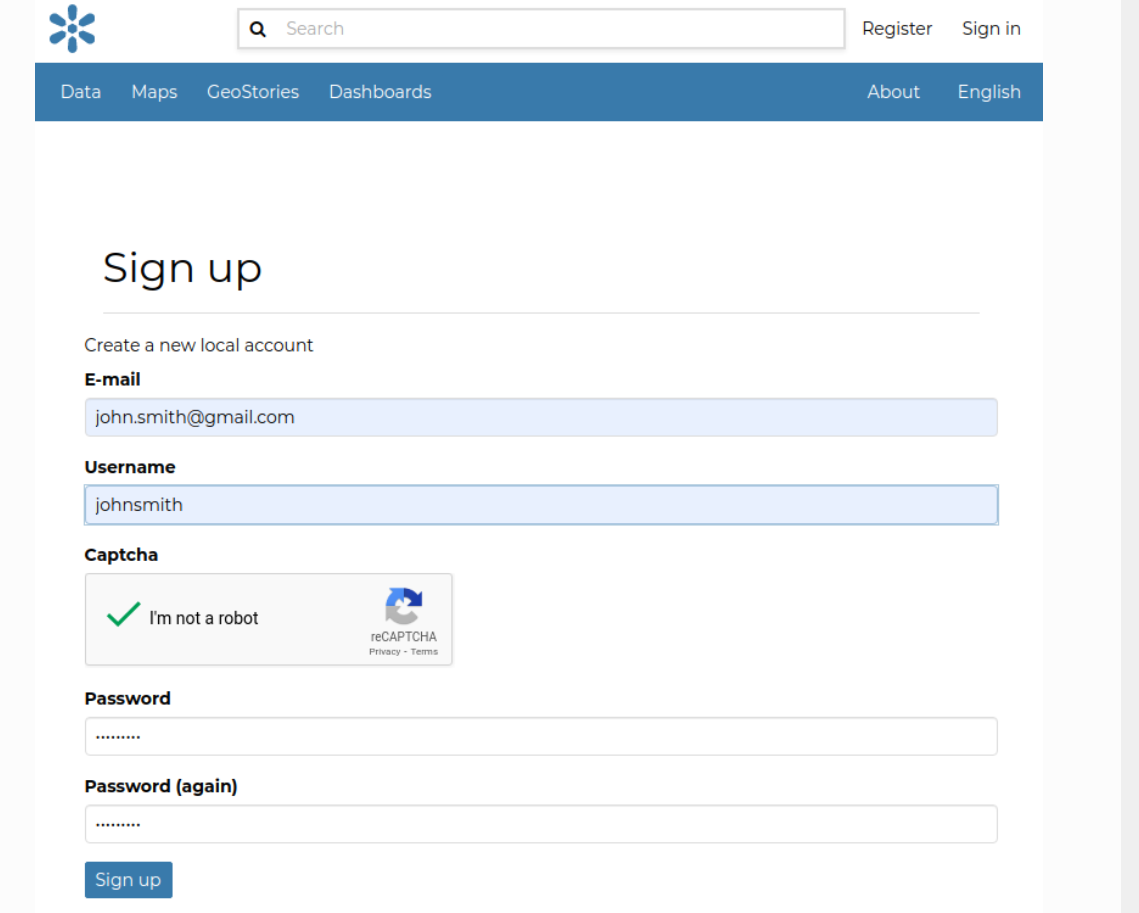 Search Register Sign in
Data Maps GeoStories Dashboards About English
Sign up
Create a new local account
E-mail
john.smith@gmail.com
Username
johnsmith
Captcha
I'm not a robot
reCAPTCHA
Privacy - Terms
Password
•••••••••
Password (again)
•••••••••
Sign up